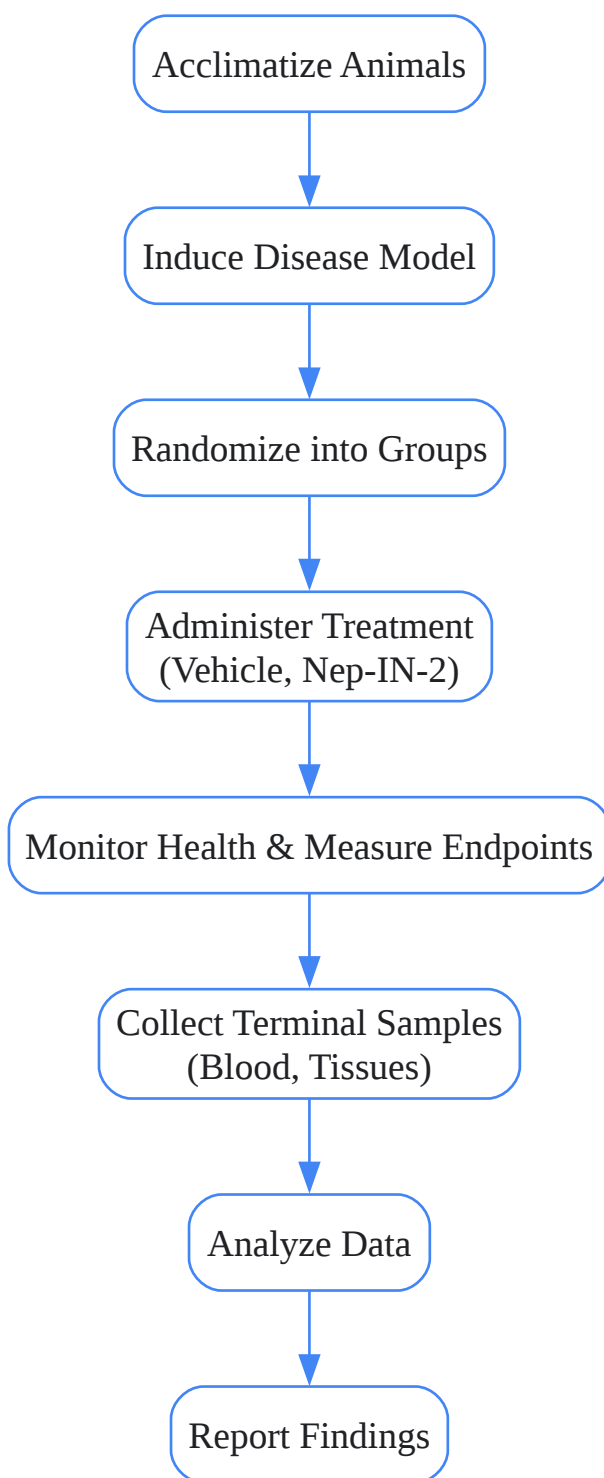 Acclimatize Animals
Induce Disease Model
Randomize into Groups
Administer Treatment
(Vehicle, Nep-IN-2)
Monitor Health & Measure Endpoints
Collect Terminal Samples
(Blood, Tissues)
Analyze Data
Report Findings